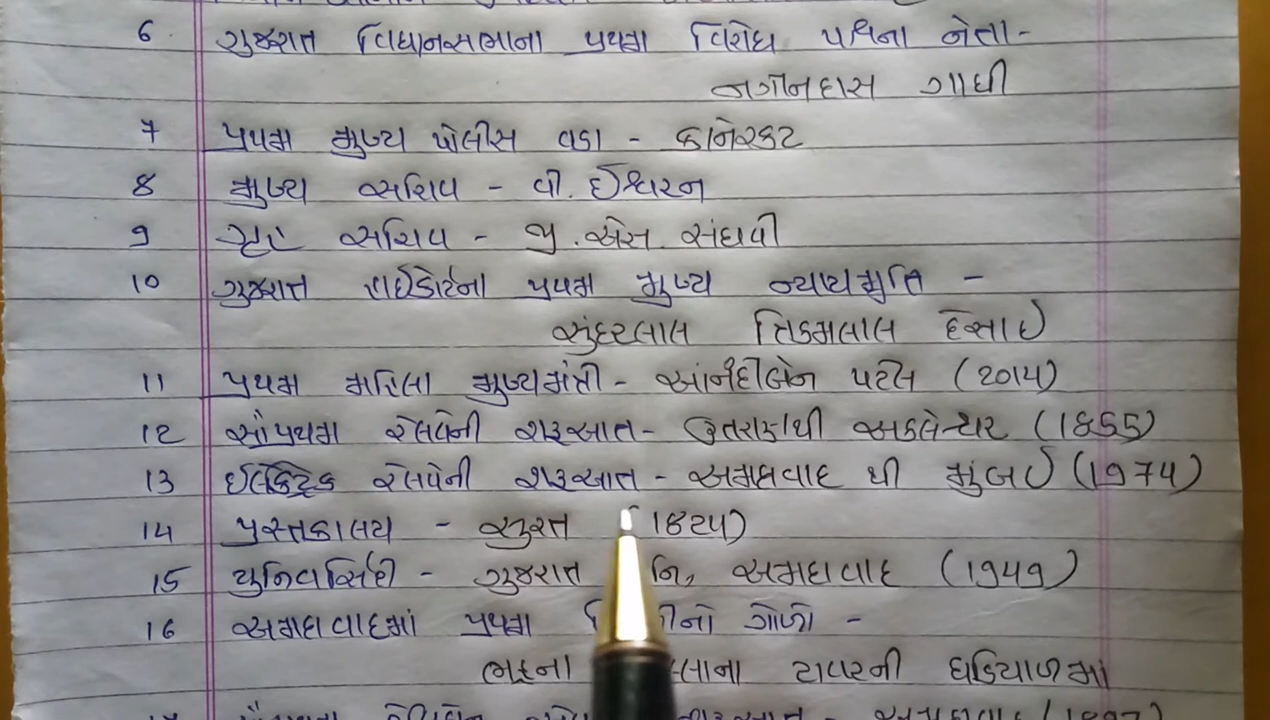 6 ગુજરાત વિધાનસભાના પ્રથમ વિરોધ પક્ષના નેતા -
નગીનદાસ ગાંધી
7 પ્રથમ મુખ્ય પોલીસ વડા - કાનેટકર
8 મુખ્ય સચિવ - વી. ઈશ્વરન
9 ગૃહ સચિવ - જી. એસ. સંઘવી
10 ગુજરાત હાઈકોર્ટના પ્રથમ મુખ્ય ન્યાયમુતિ -
સુંદરલાલ ત્રિકમલાલ દેસાઈ
11 પ્રથમ મહિલા મુખ્યમંત્રી - આનંદીબેન પટેલ (2014)
12 સૌપ્રથમ રેલવેની શરૂઆત - ઉતરાણથી અકલેશ્વર (1855)
13 ઈલેક્ટ્રિક રેલવેની શરૂઆત - અમદાવાદ થી મુંબઈ (1974)
14 પુસ્તકાલય - સુરત (1824)
15 યુનિવર્સિટી - ગુજરાત નિ, અમદાવાદ (1949)
16 અમદાવાદમાં પ્રથમ નો ગોળો -
ભદ્રના લાના ટાવરની ઘડિયાળમાં